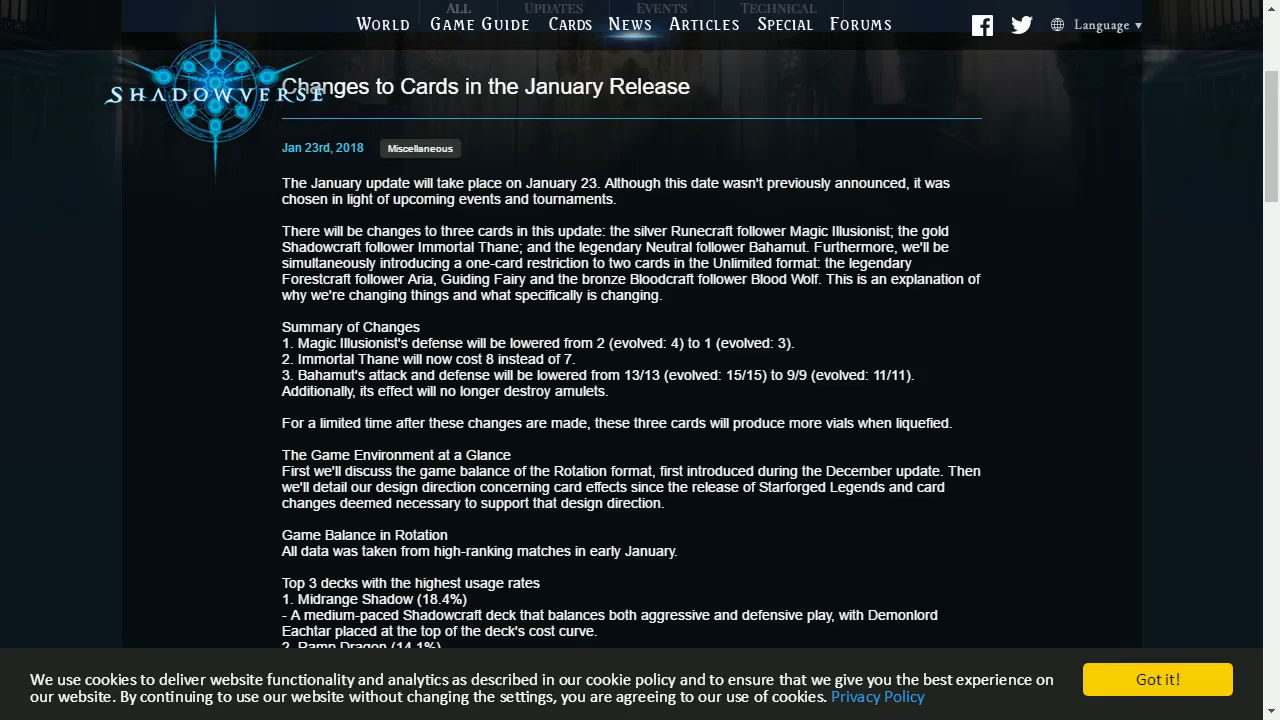 ALL UPDATES EVENTS TECHNICAL
World Game Guide Cards News Articles Special Forums Language ▼
SHADOWVERSE
Changes to Cards in the January Release
Jan 23rd, 2018 Miscellaneous
The January update will take place on January 23. Although this date wasn't previously announced, it was
chosen in light of upcoming events and tournaments.
There will be changes to three cards in this update: the silver Runecraft follower Magic Illusionist; the gold
Shadowcraft follower Immortal Thane; and the legendary Neutral follower Bahamut. Furthermore, we'll be
simultaneously introducing a one-card restriction to two cards in the Unlimited format: the legendary
Forestcraft follower Aria, Guiding Fairy and the bronze Bloodcraft follower Blood Wolf. This is an explanation of
why we're changing things and what specifically is changing.
Summary of Changes
1. Magic Illusionist's defense will be lowered from 2 (evolved: 4) to 1 (evolved: 3).
2. Immortal Thane will now cost 8 instead of 7.
3. Bahamut's attack and defense will be lowered from 13/13 (evolved: 15/15) to 9/9 (evolved: 11/11).
Additionally, its effect will no longer destroy amulets.
For a limited time after these changes are made, these three cards will produce more vials when liquefied.
The Game Environment at a Glance
First we'll discuss the game balance of the Rotation format, first introduced during the December update. Then
we'll detail our design direction concerning card effects since the release of Starforged Legends and card
changes deemed necessary to support that design direction.
Game Balance in Rotation
All data was taken from high-ranking matches in early January.
Top 3 decks with the highest usage rates
1. Midrange Shadow (18.4%)
- A medium-paced Shadowcraft deck that balances both aggressive and defensive play, with Demonlord
Eachtar placed at the top of the deck's cost curve.
2. Ramp Dragon (14.1%)
We use cookies to deliver website functionality and analytics as described in our cookie policy and to ensure that we give you the best experience on
our website. By continuing to use our website without changing the settings, you are agreeing to our use of cookies. Privacy Policy
Got it!